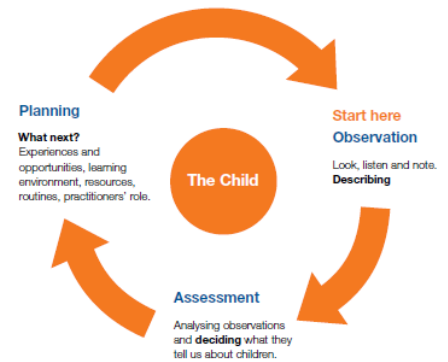 Planning
What next?
Experiences and
opportunities, learning
environment, resources,
routines, practitioners’ role.
The Child
Start here
Observation
Look, listen and note.
Describing
Assessment
Analysing observations
and deciding what they
tell us about children.